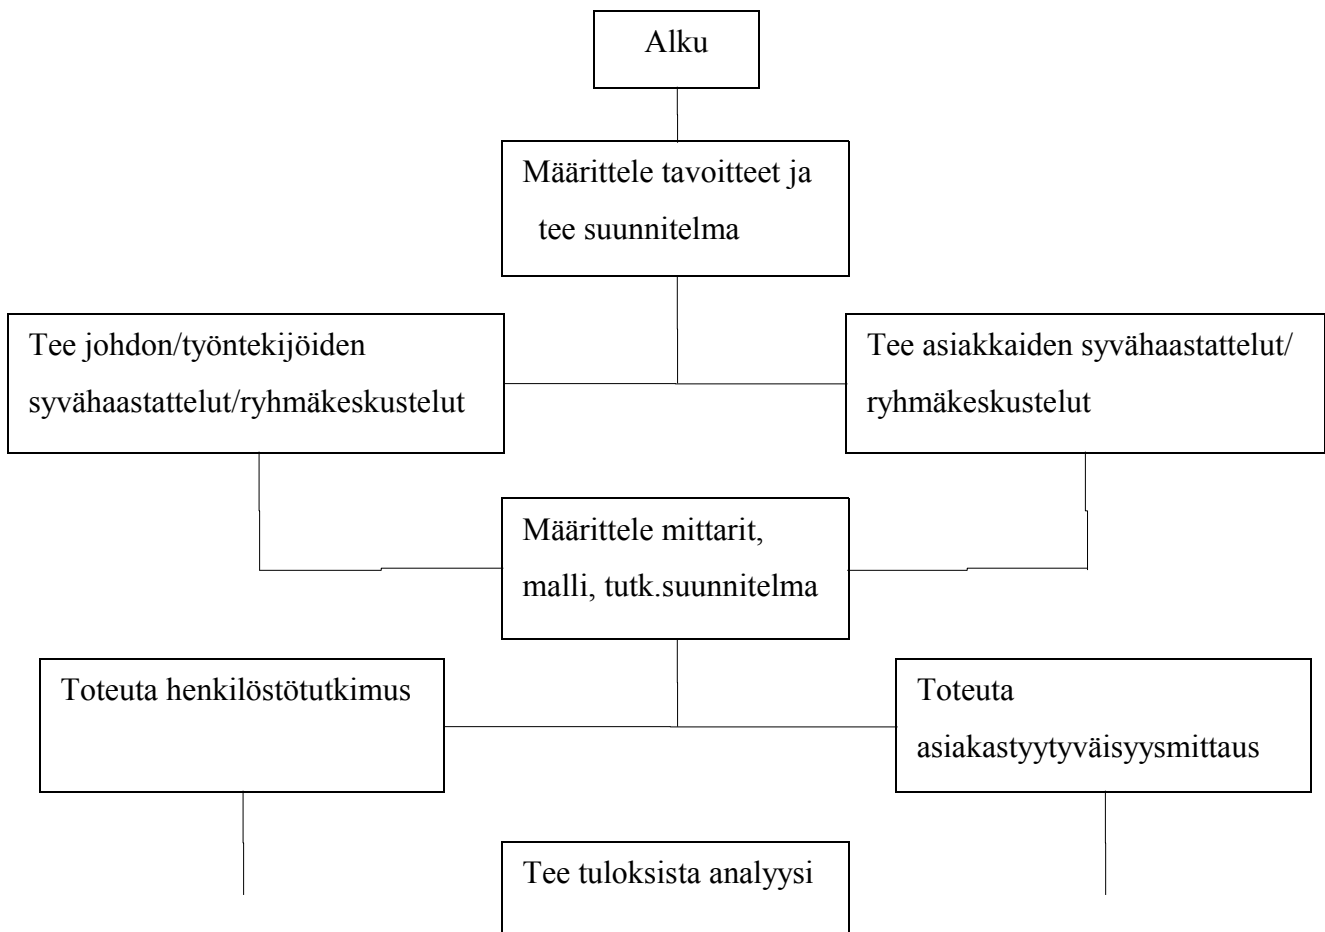 Alku
Määrittele tavoitteet ja
tee suunnitelma
Tee johdon/työntekijöiden
syvähaastattelut/ryhmäkeskustelut
Tee asiakkaiden syvähaastattelut/
ryhmäkeskustelut
Määrittele mittarit,
malli, tutk.suunnitelma
Toteuta henkilöstötutkimus
Toteuta
asiakastyytyväisyysmittaus
Tee tuloksista analyysi